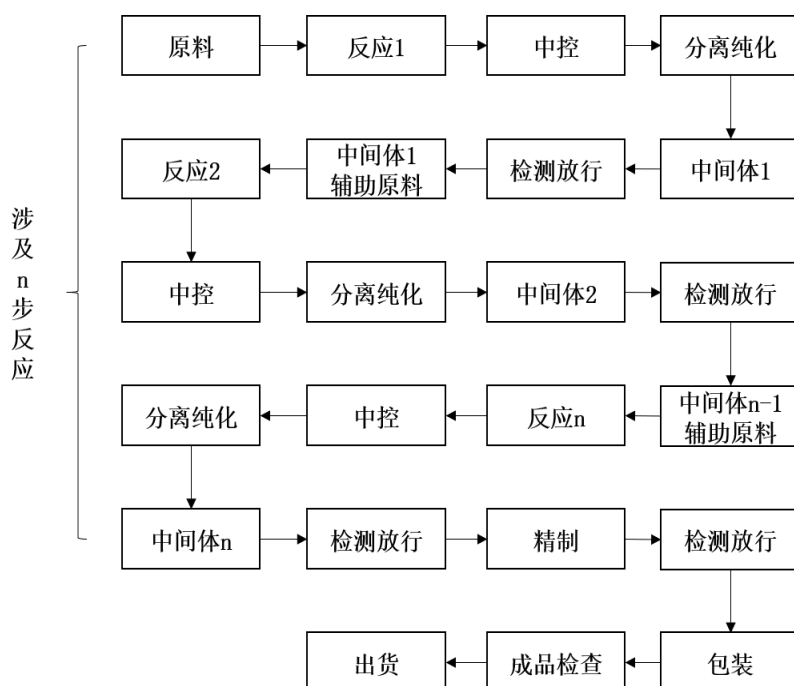 原料
反应1
中控
分离纯化
反应2
中间体1
辅助原料
检测放行
中间体1
涉及n步反应
中控
分离纯化
中间体2
检测放行
分离纯化
中控
反应n
中间体n-1
辅助原料
中间体n
检测放行
精制
检测放行
出货
成品检查
包装